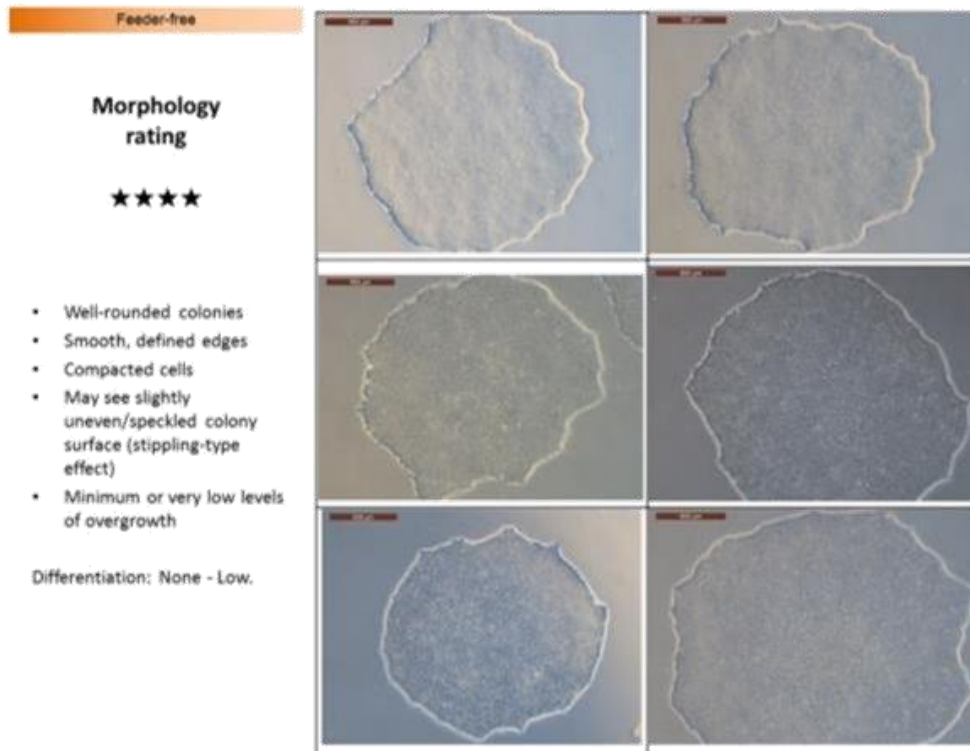 Feeder-free
Morphology
rating
★★★★
• Well-rounded colonies
• Smooth, defined edges
• Compacted cells
• May see slightly
uneven/speckled colony
surface (stippling-type
effect)
• Minimum or very low levels
of overgrowth
Differentiation: None - Low.